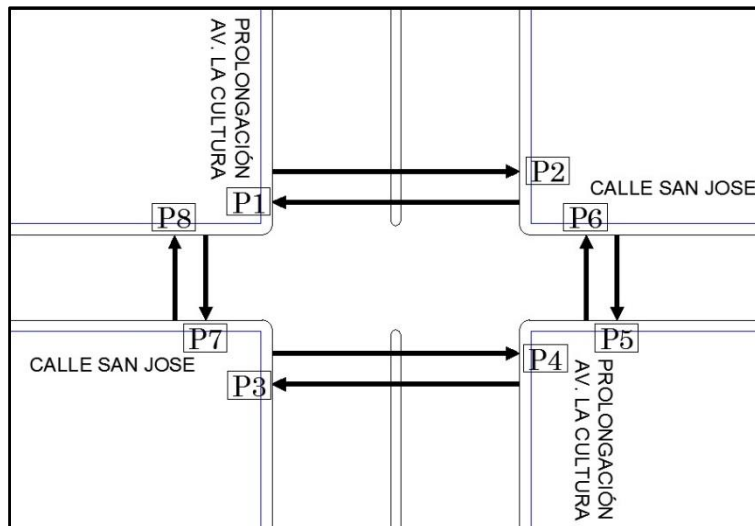 PROLONGACIÓN
AV. LA CULTURA
P2
CALLE SAN JOSE
P1
P8
P6
P7
P5
CALLE SAN JOSE
P4
P3
PROLONGACIÓN
AV. LA CULTURA